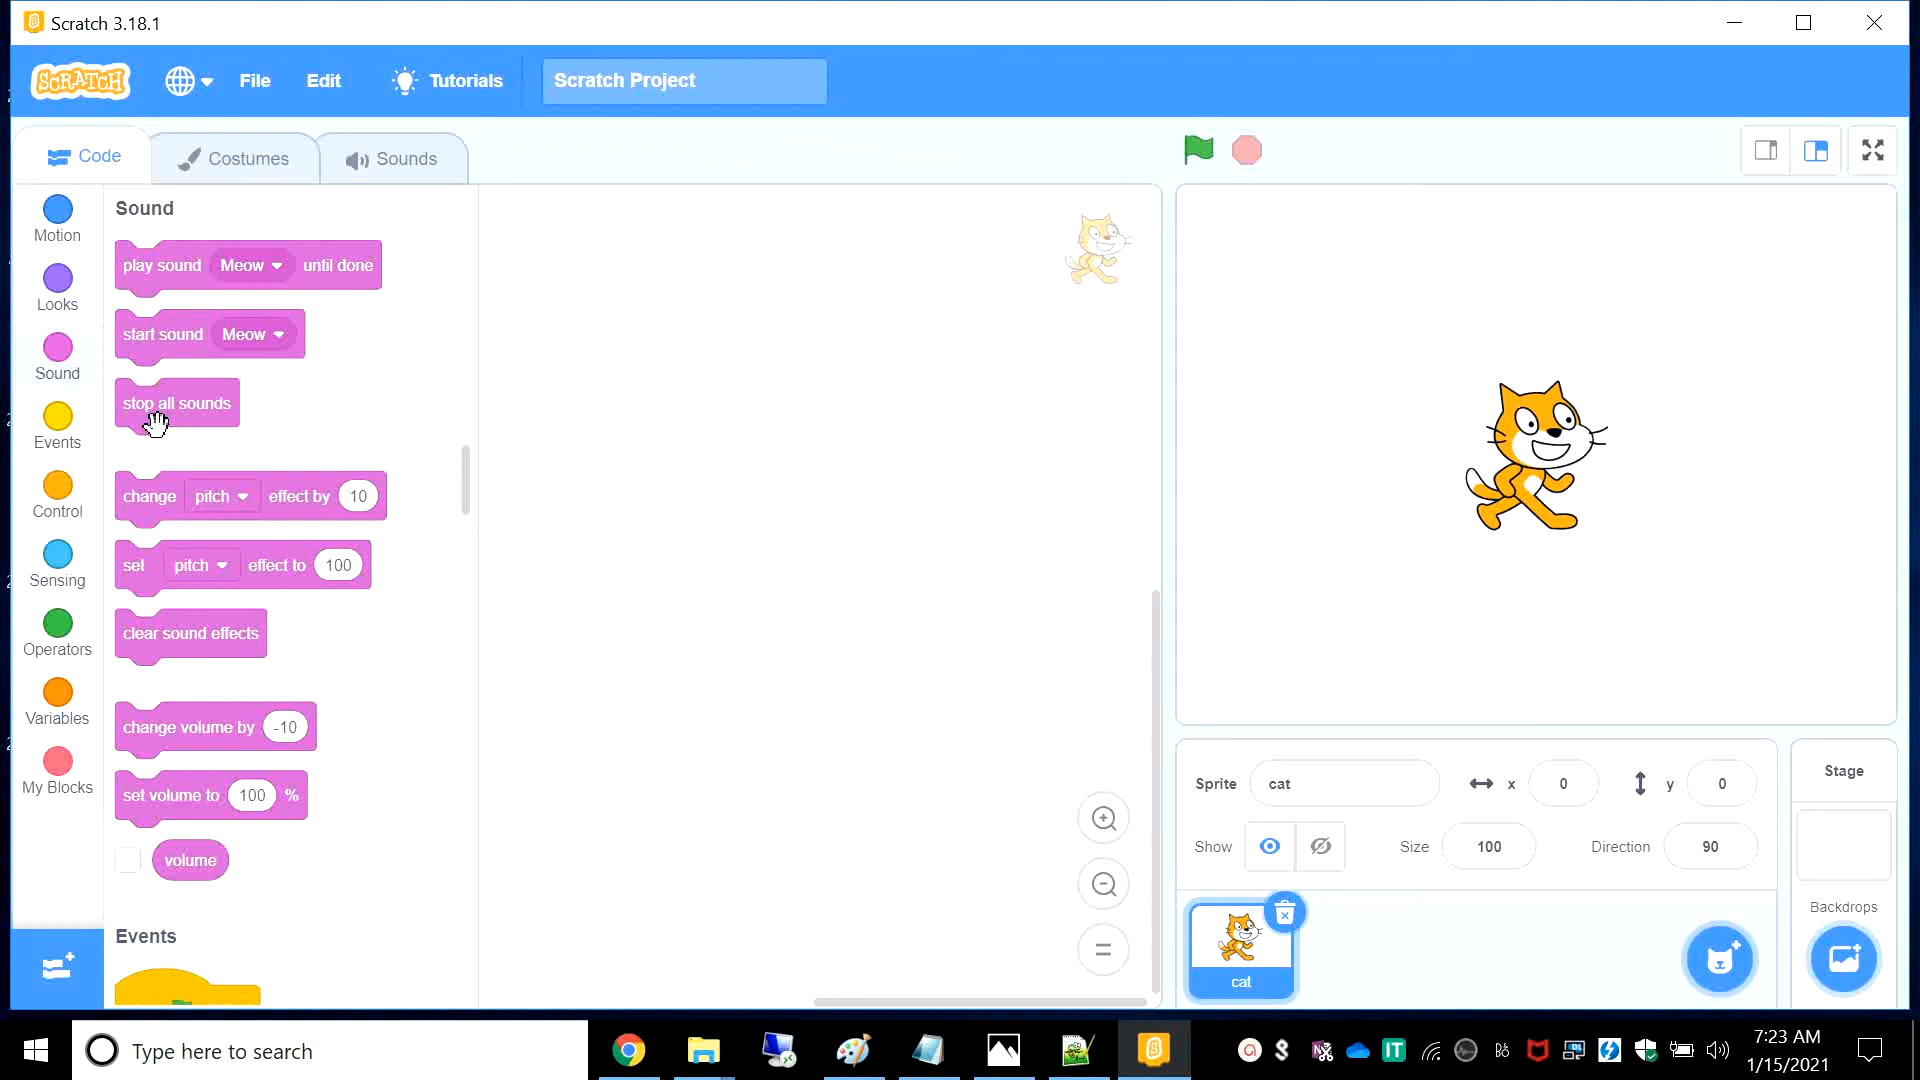 Scratch 3.18.1
SCRATCH
File
Edit
Tutorials
Scratch Project
Code
Costumes
Sounds
Motion
Looks
Sound
Events
Control
Sensing
Operators
Variables
My Blocks
Sound
play sound Meow until done
start sound Meow
stop all sounds
change pitch effect by 10
set pitch effect to 100
clear sound effects
change volume by -10
set volume to 100 %
volume
Events
Sprite cat x 0 y 0
Show Size 100 Direction 90
cat
Stage
Backdrops
Type here to search
IT
7:23 AM
1/15/2021